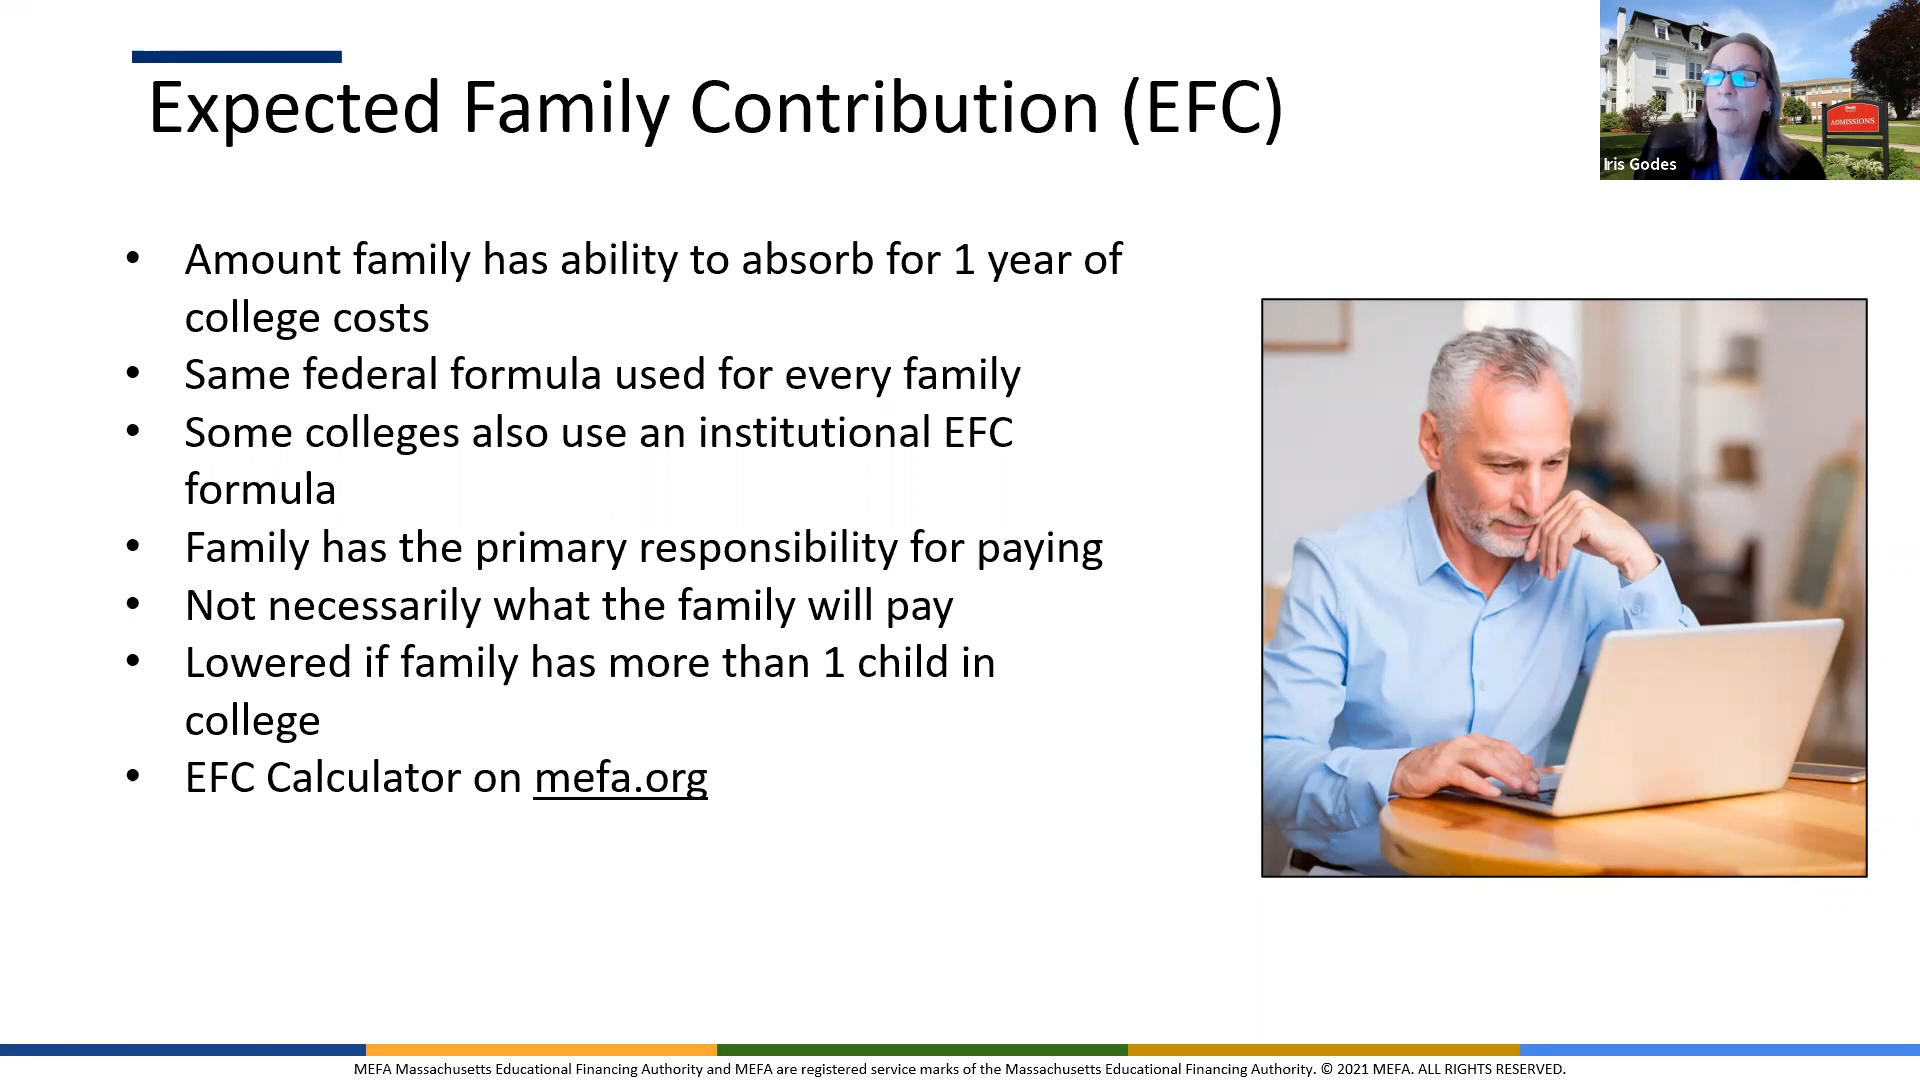 Expected Family Contribution (EFC)
ADMISSIONS
Iris Godes
• Amount family has ability to absorb for 1 year of
college costs
• Same federal formula used for every family
• Some colleges also use an institutional EFC
formula
• Family has the primary responsibility for paying
• Not necessarily what the family will pay
• Lowered if family has more than 1 child in
college
• EFC Calculator on mefa.org
MEFA Massachusetts Educational Financing Authority and MEFA are registered service marks of the Massachusetts Educational Financing Authority. © 2021 MEFA. ALL RIGHTS RESERVED.